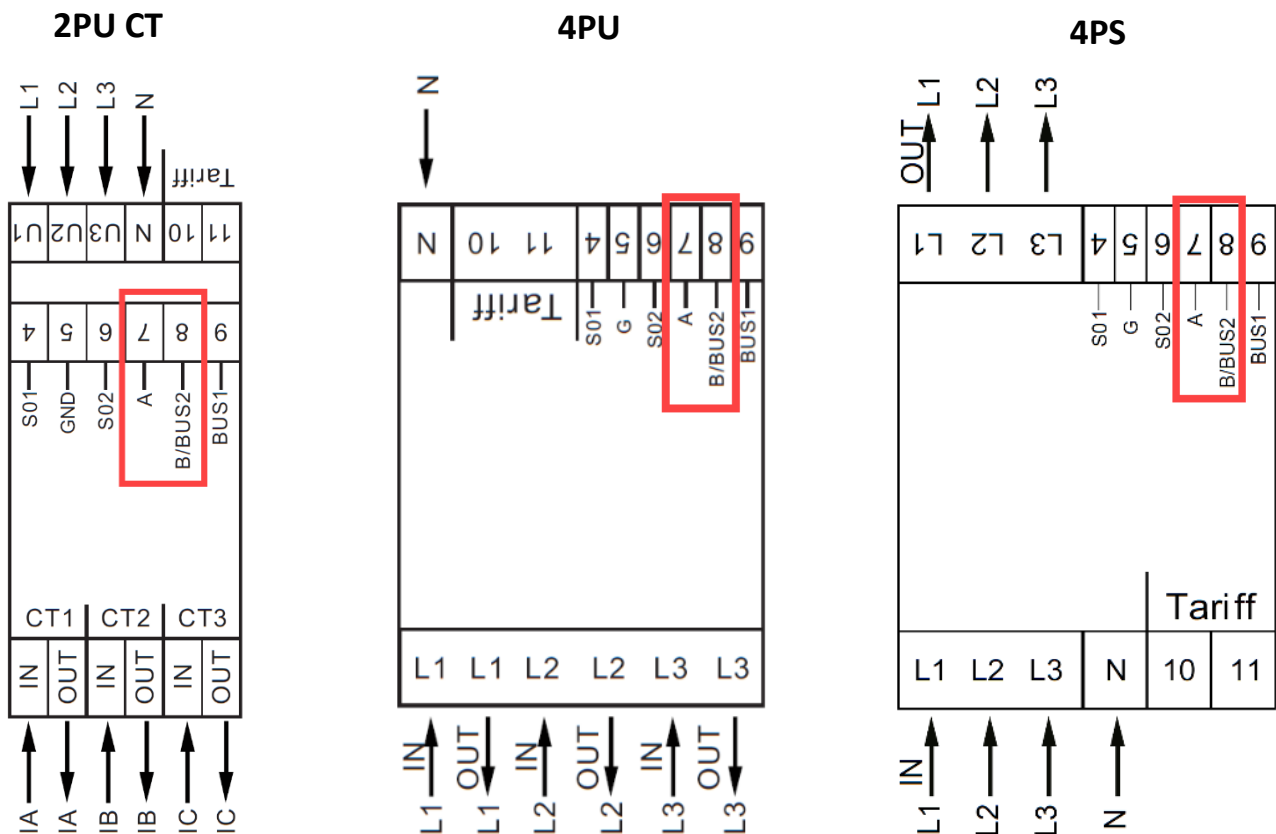 2PU CT
L1 L2 L3 N
Tariff
U1 U2 U3 N 10 11
4 5 6 7 8 9
S01 GND S02 A B/BUS2 BUS1
CT1 CT2 CT3
IN OUT IN OUT IN OUT
IA IA IB IB IC IC
4PU
N
N 10 11 4 5 6 7 8 9
Tariff
S01 G S02 A B/BUS2 BUS1
L1 L1 L2 L2 L3 L3
IN OUT IN OUT IN OUT
L1 L1 L2 L2 L3 L3
4PS
OUT
L1 L2 L3
L1 L2 L3 4 5 6 7 8 9
S01 G S02 A B/BUS2 BUS1
Tariff
L1 L2 L3 N 10 11
IN
L1 L2 L3 N